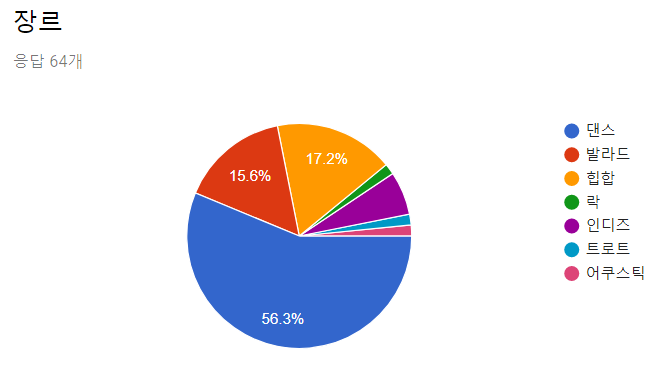 장르
응답 64개
17.2%
15.6%
56.3%
댄스
발라드
힙합
락
인디즈
트로트
어쿠스틱